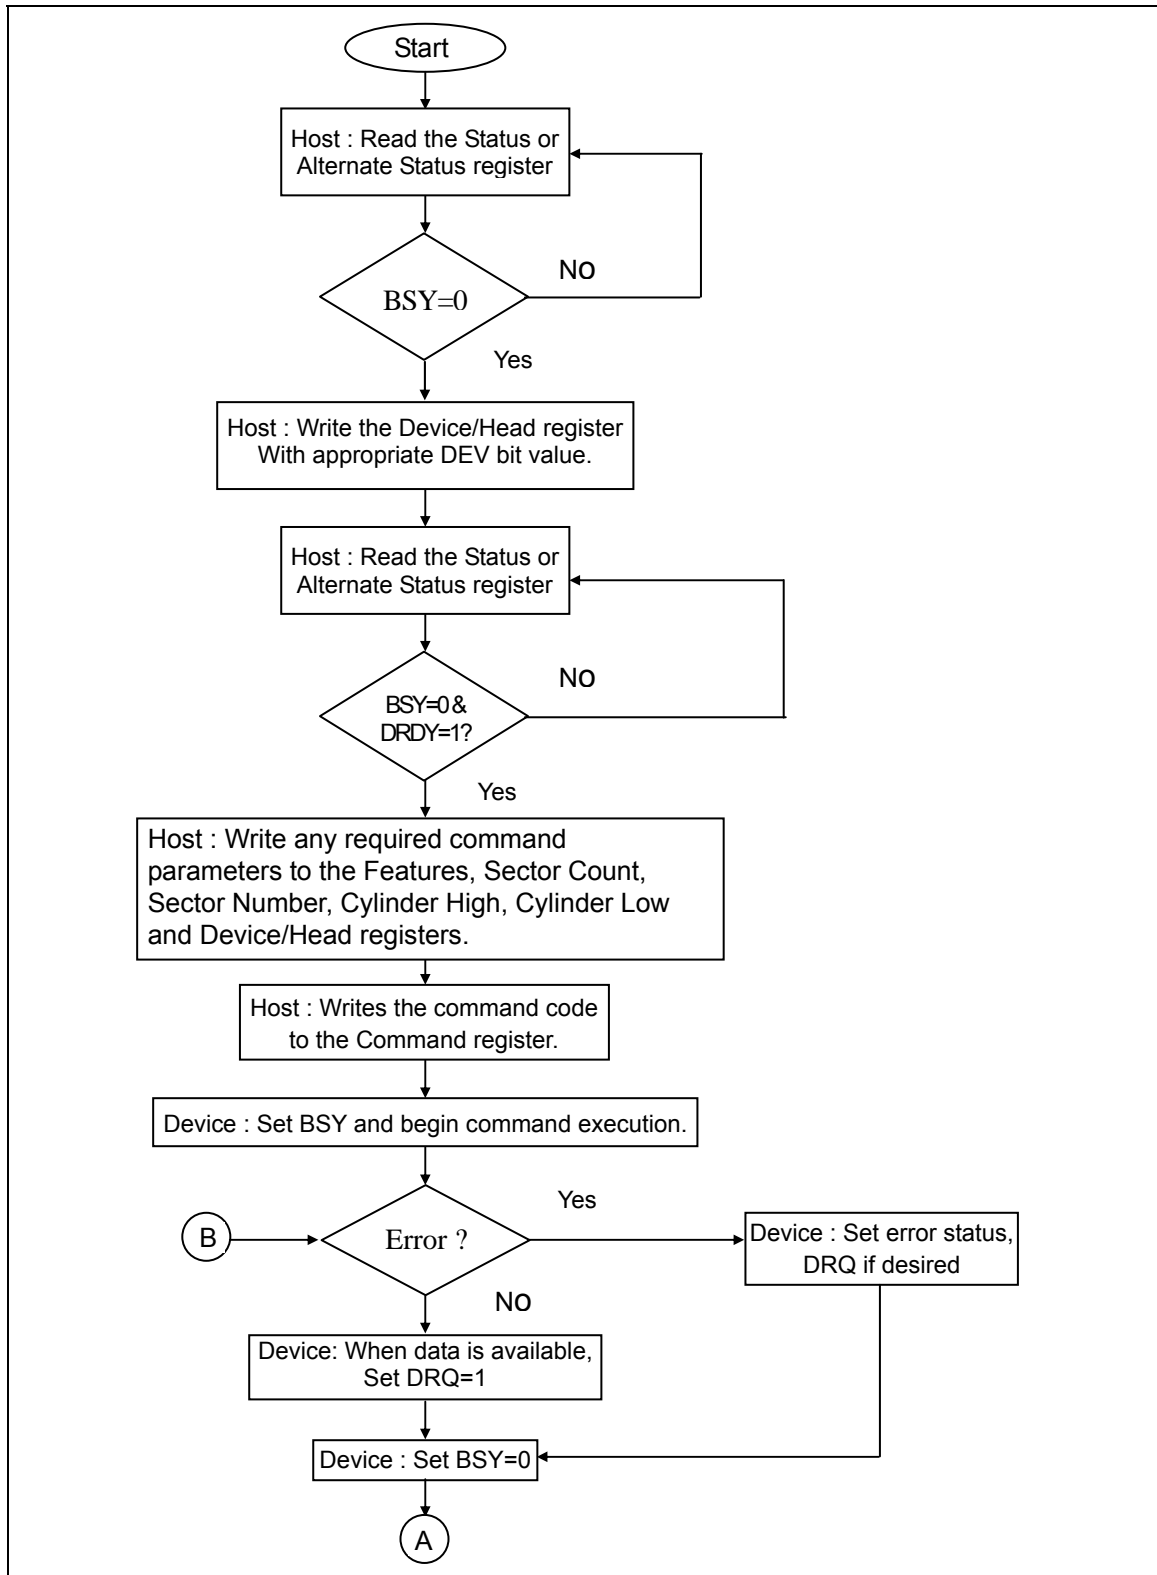 Start
Host : Read the Status or
Alternate Status register
No
BSY=0
Yes
Host : Write the Device/Head register
With appropriate DEV bit value.
Host : Read the Status or
Alternate Status register
No
BSY=0 &
DRDY=1?
Yes
Host : Write any required command
parameters to the Features, Sector Count,
Sector Number, Cylinder High, Cylinder Low
and Device/Head registers.
Host : Writes the command code
to the Command register.
Device : Set BSY and begin command execution.
Yes
B
Error ?
Device : Set error status,
DRQ if desired
No
Device: When data is available,
Set DRQ=1
Device : Set BSY=0
A